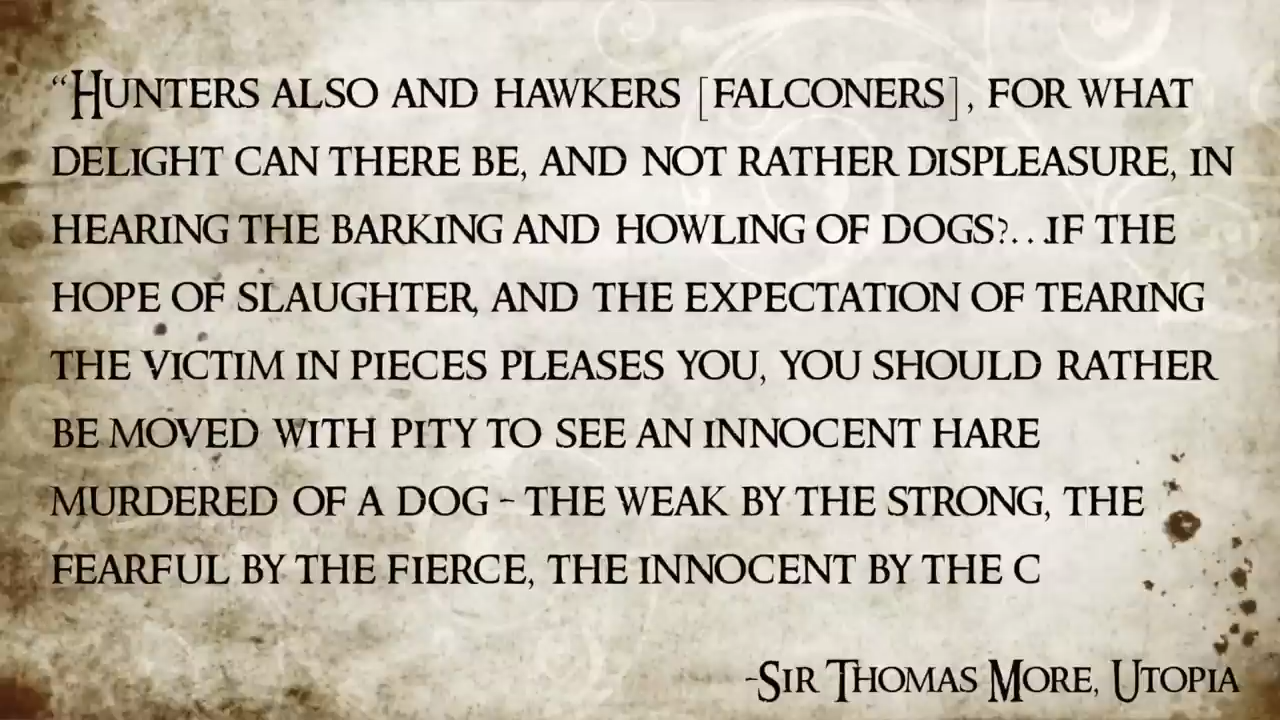 “Hunters also and hawkers [falconers], for what
delight can there be, and not rather displeasure, in
hearing the barking and howling of dogs?...If the
hope of slaughter, and the expectation of tearing
the victim in pieces pleases you, you should rather
be moved with pity to see an innocent hare
murdered of a dog - the weak by the strong, the
fearful by the fierce, the innocent by the c
-Sir Thomas More, Utopia